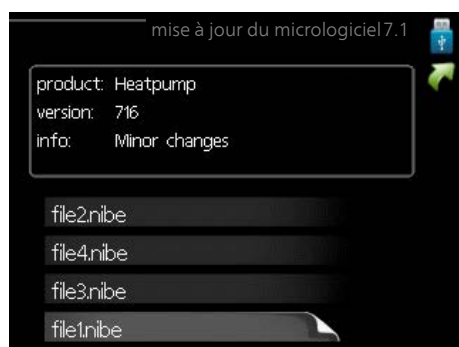 mise à jour du micrologiciel 7.1
product: Heatpump
version: 716
info: Minor changes
file2.nibe
file4.nibe
file3.nibe
file1.nibe